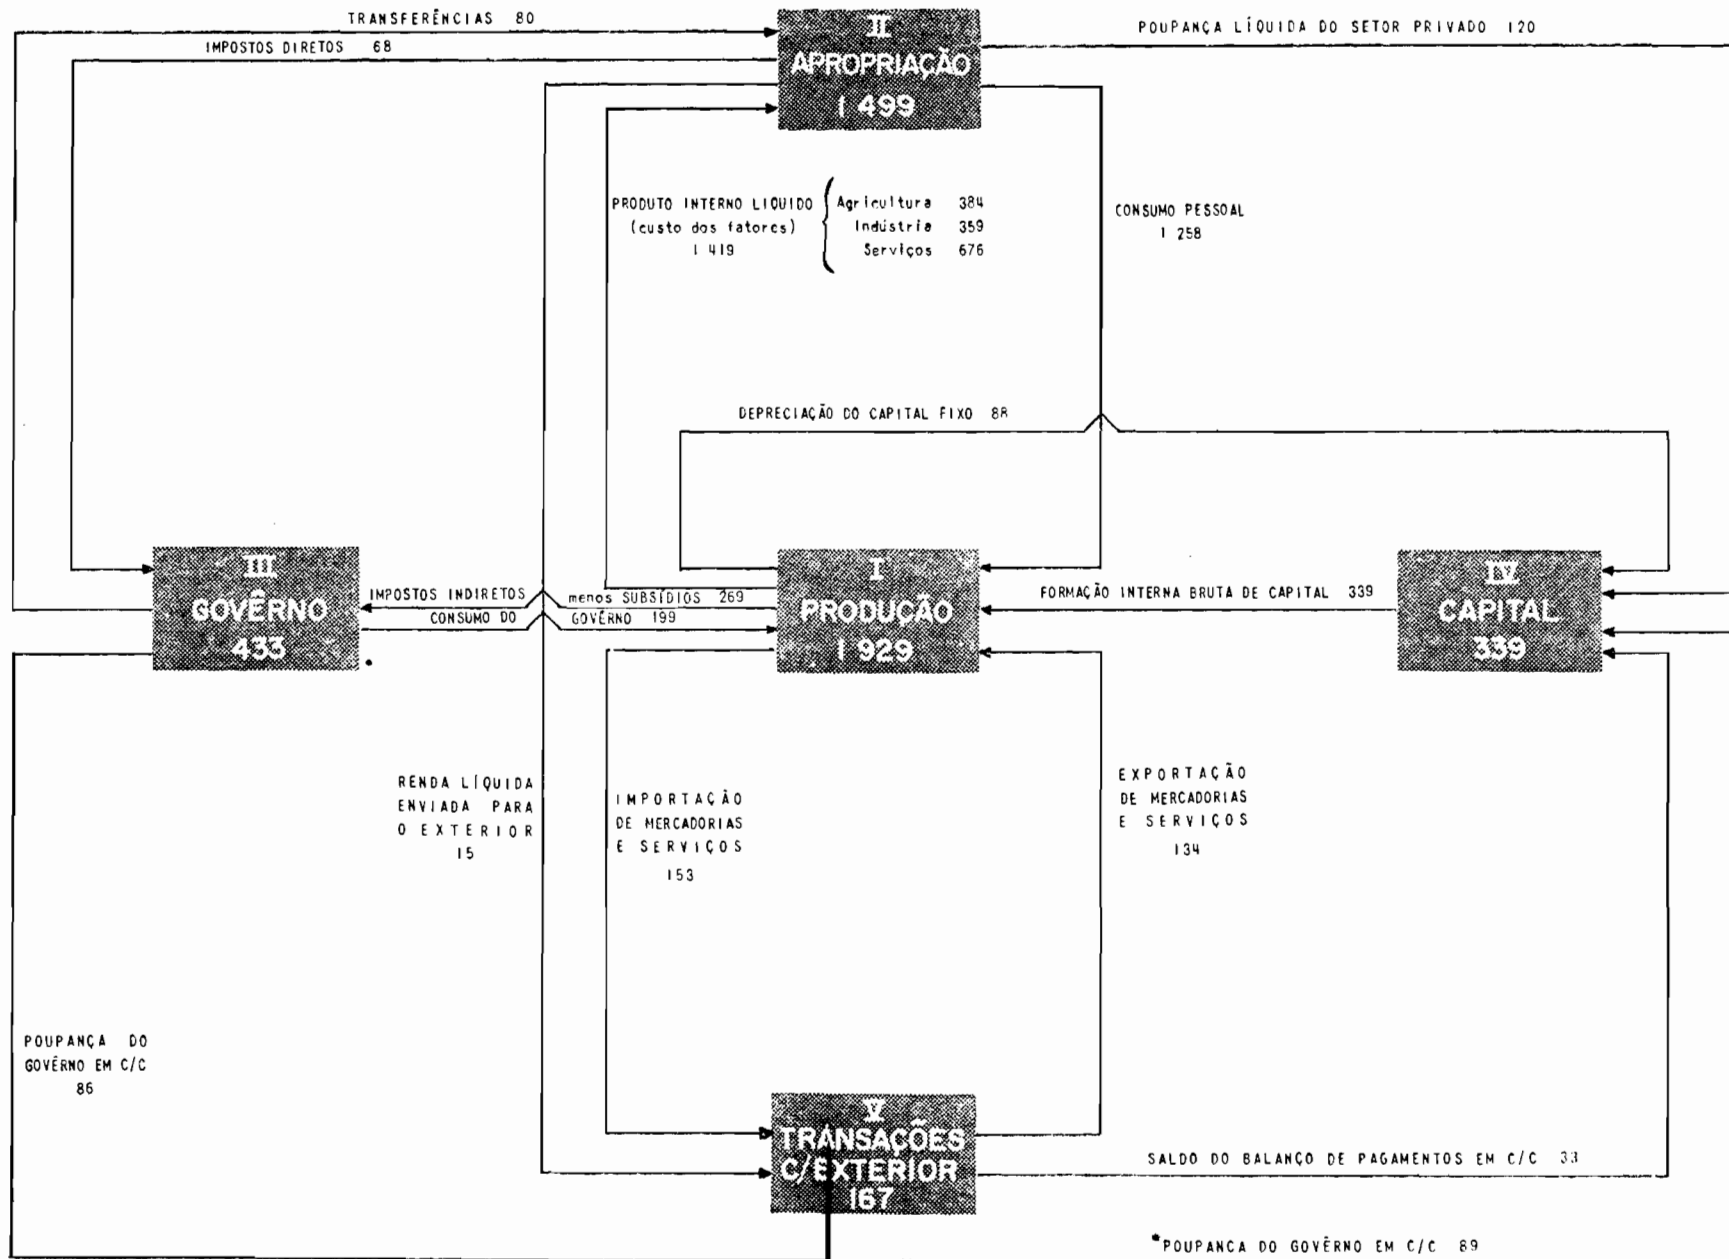 TRANSFERÊNCIAS 80
IMPOSTOS DIRETOS 68
II
APROPRIAÇÃO
1 499
POUPANÇA LÍQUIDA DO SETOR PRIVADO 120
PRODUTO INTERNO LIQUIDO
(custo dos fatores)
1 419
Agricultura 384
Indústria 359
Serviços 676
CONSUMO PESSOAL
1 258
DEPRECIAÇÃO DO CAPITAL FIXO 88
III
GOVÊRNO
433
IMPOSTOS INDIRETOS menos SUBSÍDIOS 269
CONSUMO DO GOVÊRNO 199
I
PRODUÇÃO
1 929
FORMAÇÃO INTERNA BRUTA DE CAPITAL 339
IV
CAPITAL
339
RENDA LÍQUIDA
ENVIADA PARA
O EXTERIOR
15
IMPORTAÇÃO
DE MERCADORIAS
E SERVIÇOS
153
EXPORTAÇÃO
DE MERCADORIAS
E SERVIÇOS
134
POUPANÇA DO
GOVÊRNO EM C/C
86
V
TRANSAÇÕES
C/EXTERIOR
167
SALDO DO BALANÇO DE PAGAMENTOS EM C/C 33
*POUPANCA DO GOVÊRNO EM C/C 89